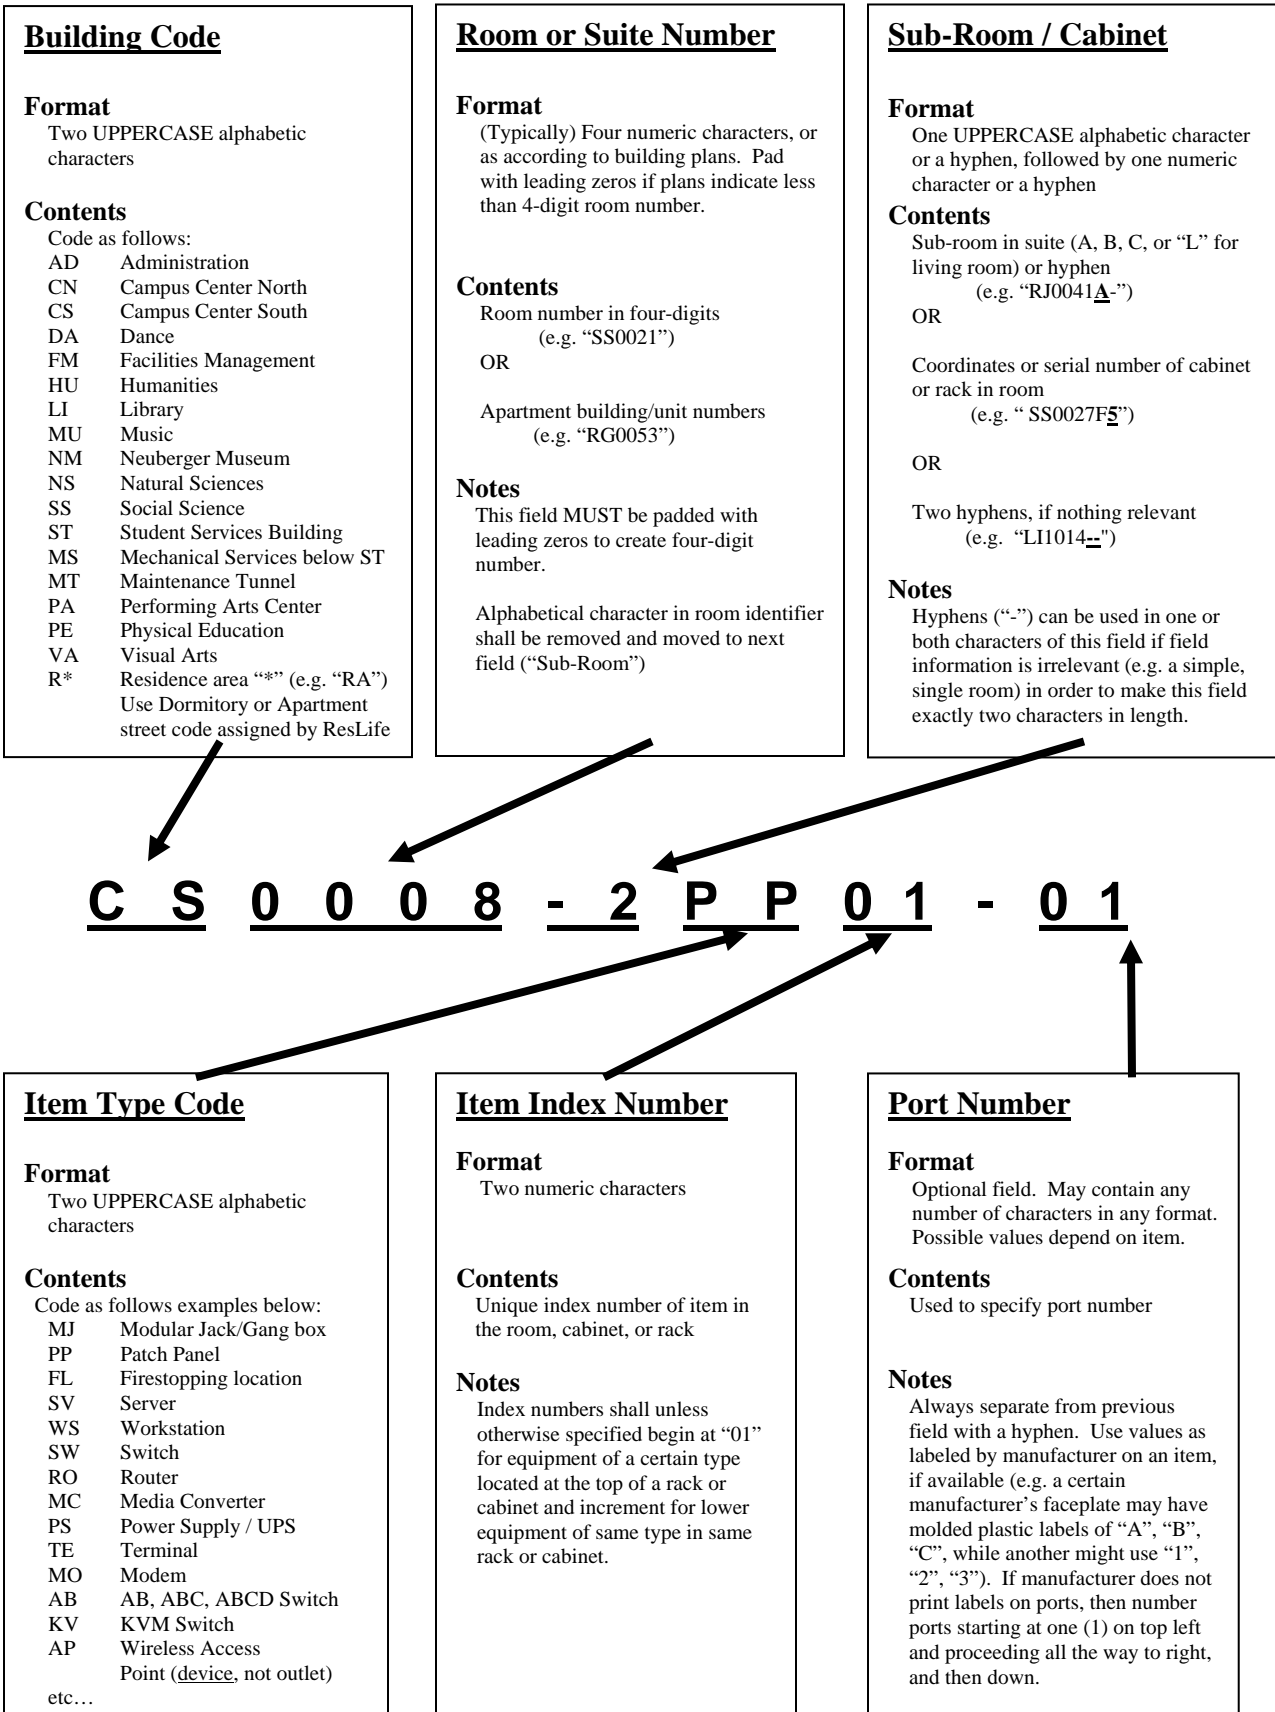 Building Code
Format
Two UPPERCASE alphabetic
characters
Contents
Code as follows:
AD Administration
CN Campus Center North
CS Campus Center South
DA Dance
FM Facilities Management
HU Humanities
LI Library
MU Music
NM Neuberger Museum
NS Natural Sciences
SS Social Science
ST Student Services Building
MS Mechanical Services below ST
MT Maintenance Tunnel
PA Performing Arts Center
PE Physical Education
VA Visual Arts
R* Residence area “*” (e.g. “RA”)
Use Dormitory or Apartment
street code assigned by ResLife
Room or Suite Number
Format
(Typically) Four numeric characters, or
as according to building plans. Pad
with leading zeros if plans indicate less
than 4-digit room number.
Contents
Room number in four-digits
(e.g. “SS0021”)
OR
Apartment building/unit numbers
(e.g. “RG0053”)
Notes
This field MUST be padded with
leading zeros to create four-digit
number.
Alphabetical character in room identifier
shall be removed and moved to next
field (“Sub-Room”)
Sub-Room / Cabinet
Format
One UPPERCASE alphabetic character
or a hyphen, followed by one numeric
character or a hyphen
Contents
Sub-room in suite (A, B, C, or “L” for
living room) or hyphen
(e.g. “RJ0041A-”)
OR
Coordinates or serial number of cabinet
or rack in room
(e.g. “ SS0027F5”)
OR
Two hyphens, if nothing relevant
(e.g. “LI1014--")
Notes
Hyphens (“-”) can be used in one or
both characters of this field if field
information is irrelevant (e.g. a simple,
single room) in order to make this field
exactly two characters in length.
C S 0 0 0 8 - 2 P P 0 1 - 0 1
Item Type Code
Format
Two UPPERCASE alphabetic
characters
Contents
Code as follows examples below:
MJ Modular Jack/Gang box
PP Patch Panel
FL Firestopping location
SV Server
WS Workstation
SW Switch
RO Router
MC Media Converter
PS Power Supply / UPS
TE Terminal
MO Modem
AB AB, ABC, ABCD Switch
KV KVM Switch
AP Wireless Access
Point (device, not outlet)
etc…
Item Index Number
Format
Two numeric characters
Contents
Unique index number of item in
the room, cabinet, or rack
Notes
Index numbers shall unless
otherwise specified begin at “01”
for equipment of a certain type
located at the top of a rack or
cabinet and increment for lower
equipment of same type in same
rack or cabinet.
Port Number
Format
Optional field. May contain any
number of characters in any format.
Possible values depend on item.
Contents
Used to specify port number
Notes
Always separate from previous
field with a hyphen. Use values as
labeled by manufacturer on an item,
if available (e.g. a certain
manufacturer’s faceplate may have
molded plastic labels of “A”, “B”,
“C”, while another might use “1”,
“2”, “3”). If manufacturer does not
print labels on ports, then number
ports starting at one (1) on top left
and proceeding all the way to right,
and then down.